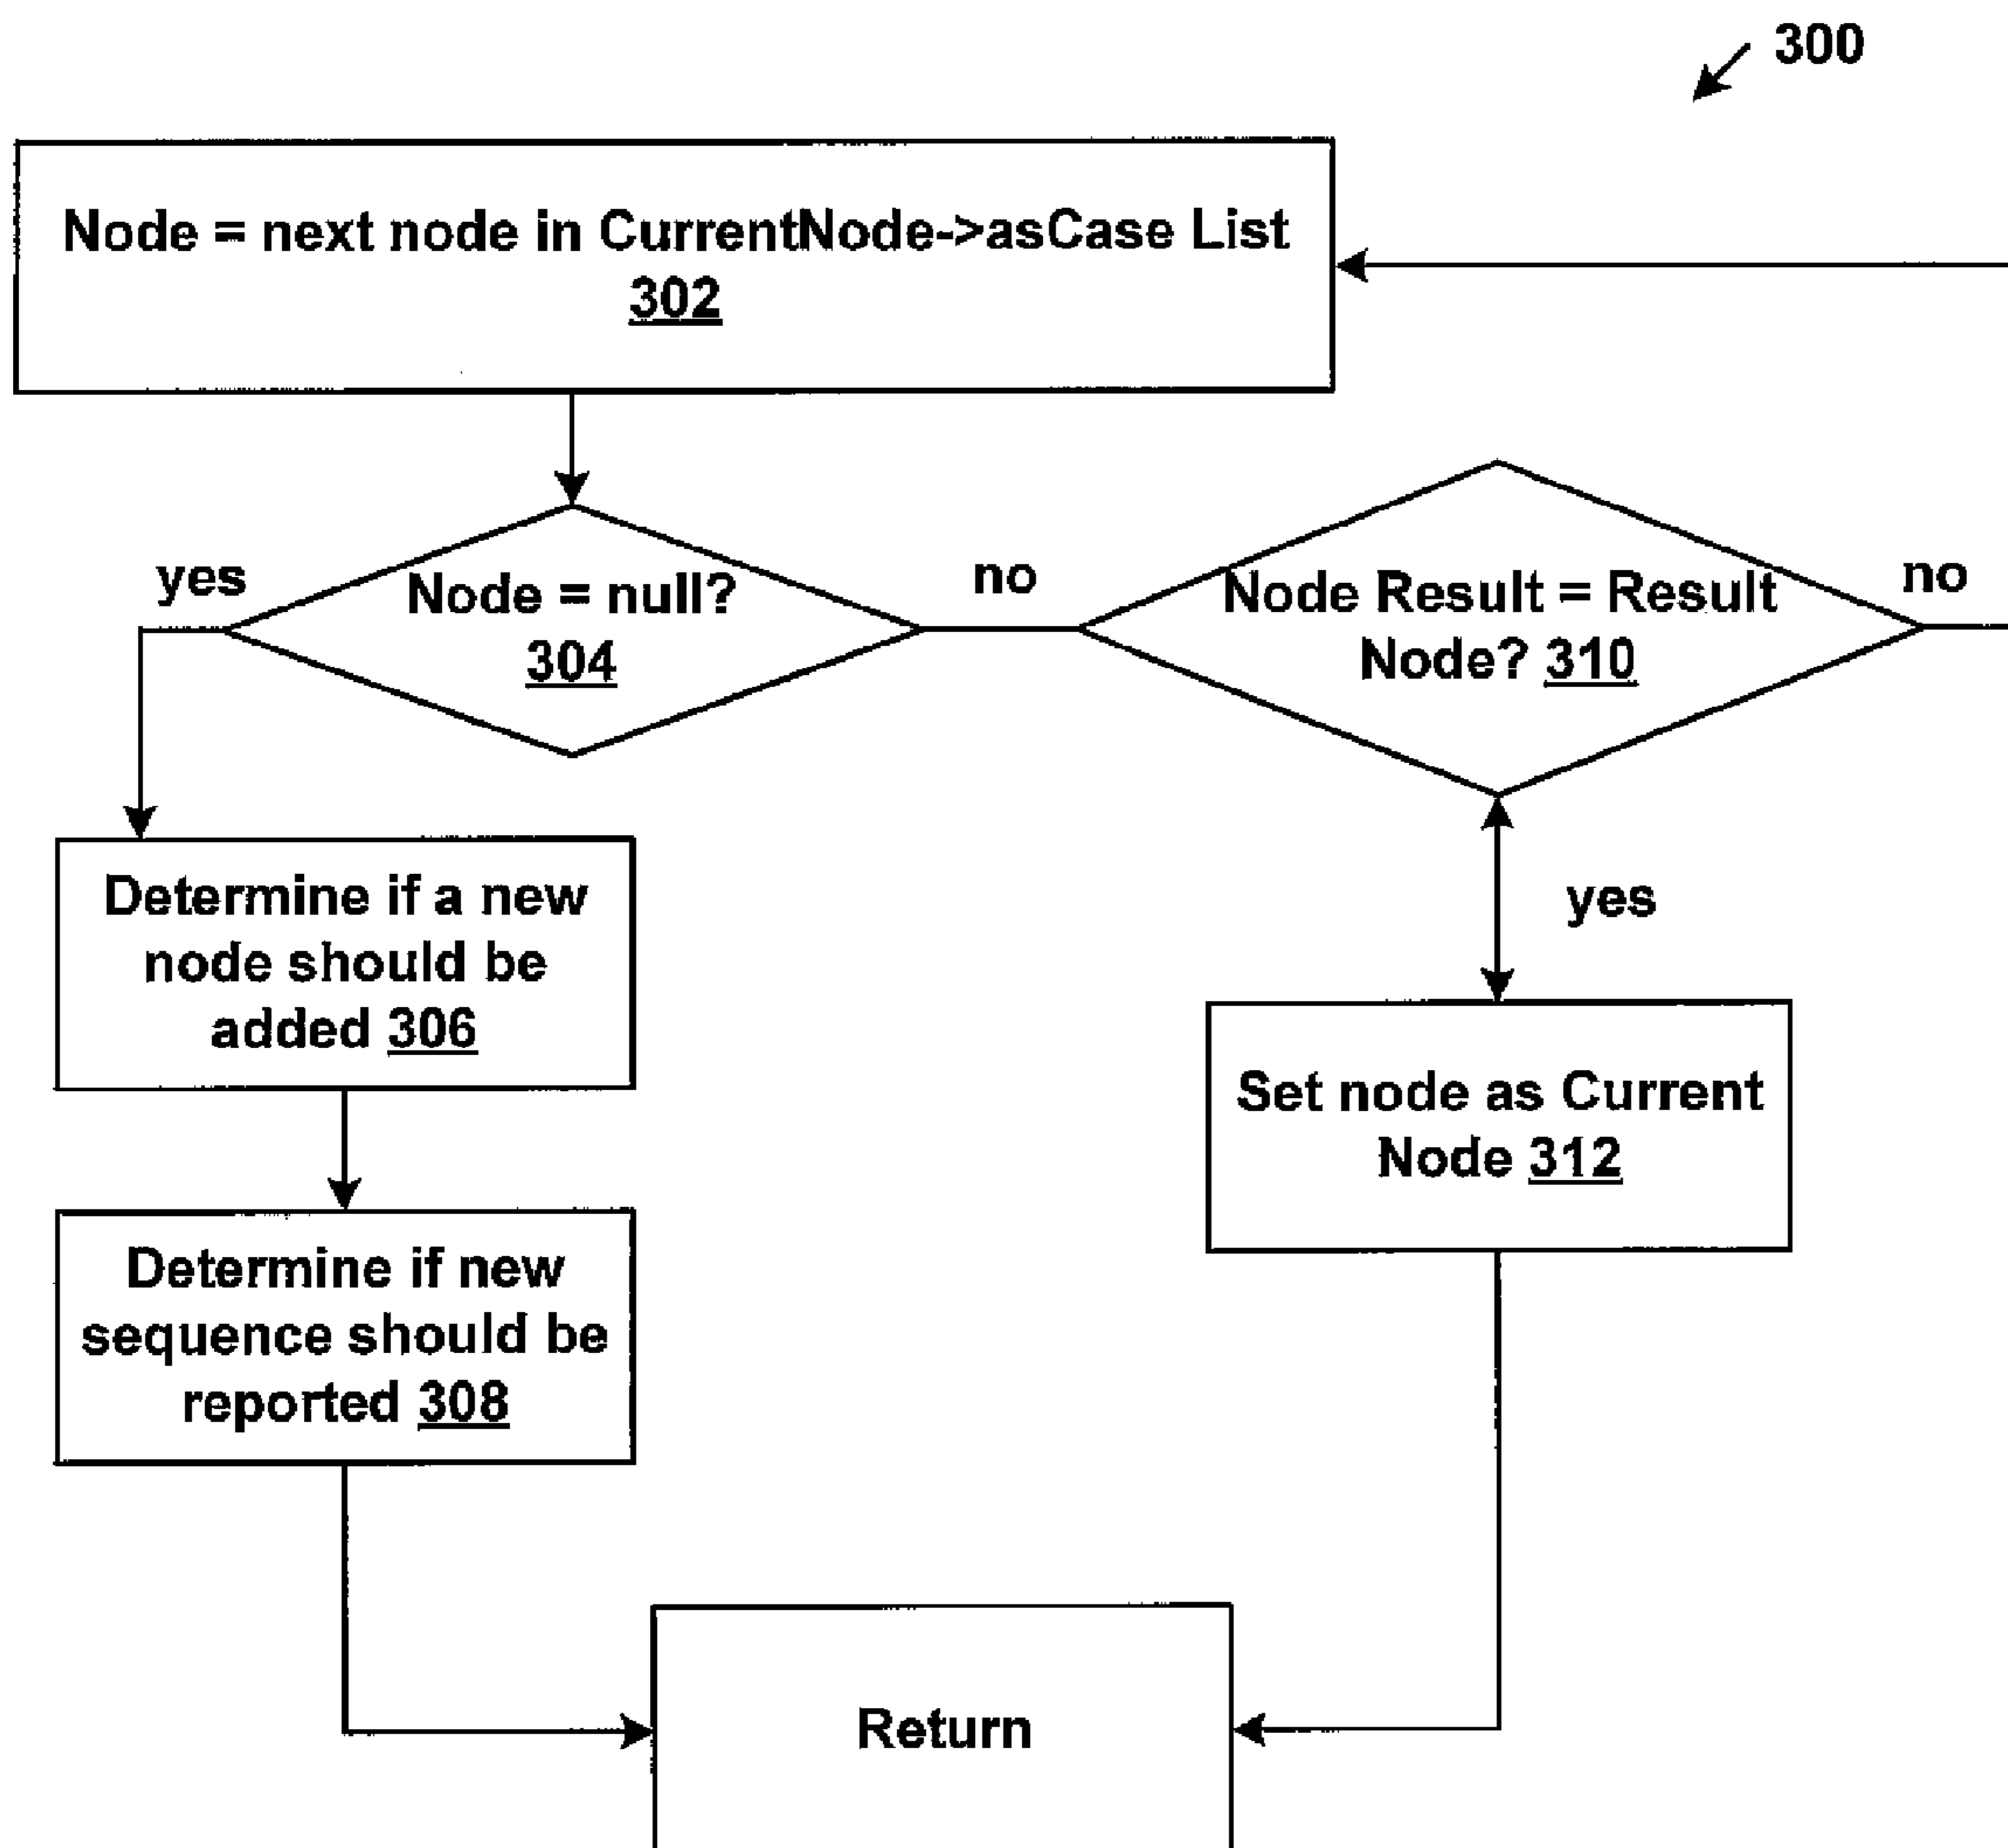 300
Node = next node in CurrentNode->asCase List
302
yes
Node = null?
304
no
Node Result = Result
Node? 310
no
Determine if a new
node should be
added 306
yes
Set node as Current
Node 312
Determine if new
sequence should be
reported 308
Return